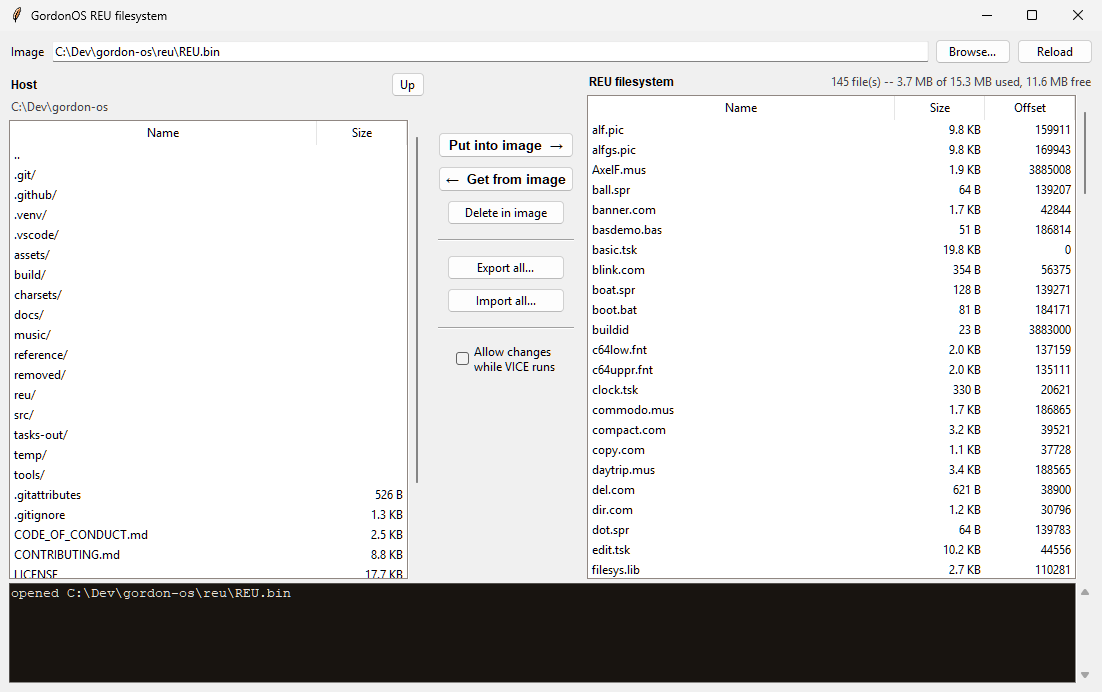 GordonOS REU filesystem
Image C:\Dev\gordon-os\reu\REU.bin Browse... Reload
Host Up
C:\Dev\gordon-os
Name Size
..
.git/
.github/
.venv/
.vscode/
assets/
build/
charsets/
docs/
music/
reference/
removed/
reu/
src/
tasks-out/
temp/
tools/
.gitattributes 526 B
.gitignore 1.3 KB
CODE_OF_CONDUCT.md 2.5 KB
CONTRIBUTING.md 8.8 KB
LICENSE 17.7 KB
Put into image →
← Get from image
Delete in image
Export all...
Import all...
Allow changes
while VICE runs
REU filesystem 145 file(s) -- 3.7 MB of 15.3 MB used, 11.6 MB free
Name Size Offset
alf.pic 9.8 KB 159911
alfgs.pic 9.8 KB 169943
AxelF.mus 1.9 KB 3885008
ball.spr 64 B 139207
banner.com 1.7 KB 42844
basdemo.bas 51 B 186814
basic.tsk 19.8 KB 0
blink.com 354 B 56375
boat.spr 128 B 139271
boot.bat 81 B 184171
buildid 23 B 3883000
c64low.fnt 2.0 KB 137159
c64uppr.fnt 2.0 KB 135111
clock.tsk 330 B 20621
commodo.mus 1.7 KB 186865
compact.com 3.2 KB 39521
copy.com 1.1 KB 37728
daytrip.mus 3.4 KB 188565
del.com 621 B 38900
dir.com 1.2 KB 30796
dot.spr 64 B 139783
edit.tsk 10.2 KB 44556
filesys.lib 2.7 KB 110281
opened C:\Dev\gordon-os\reu\REU.bin